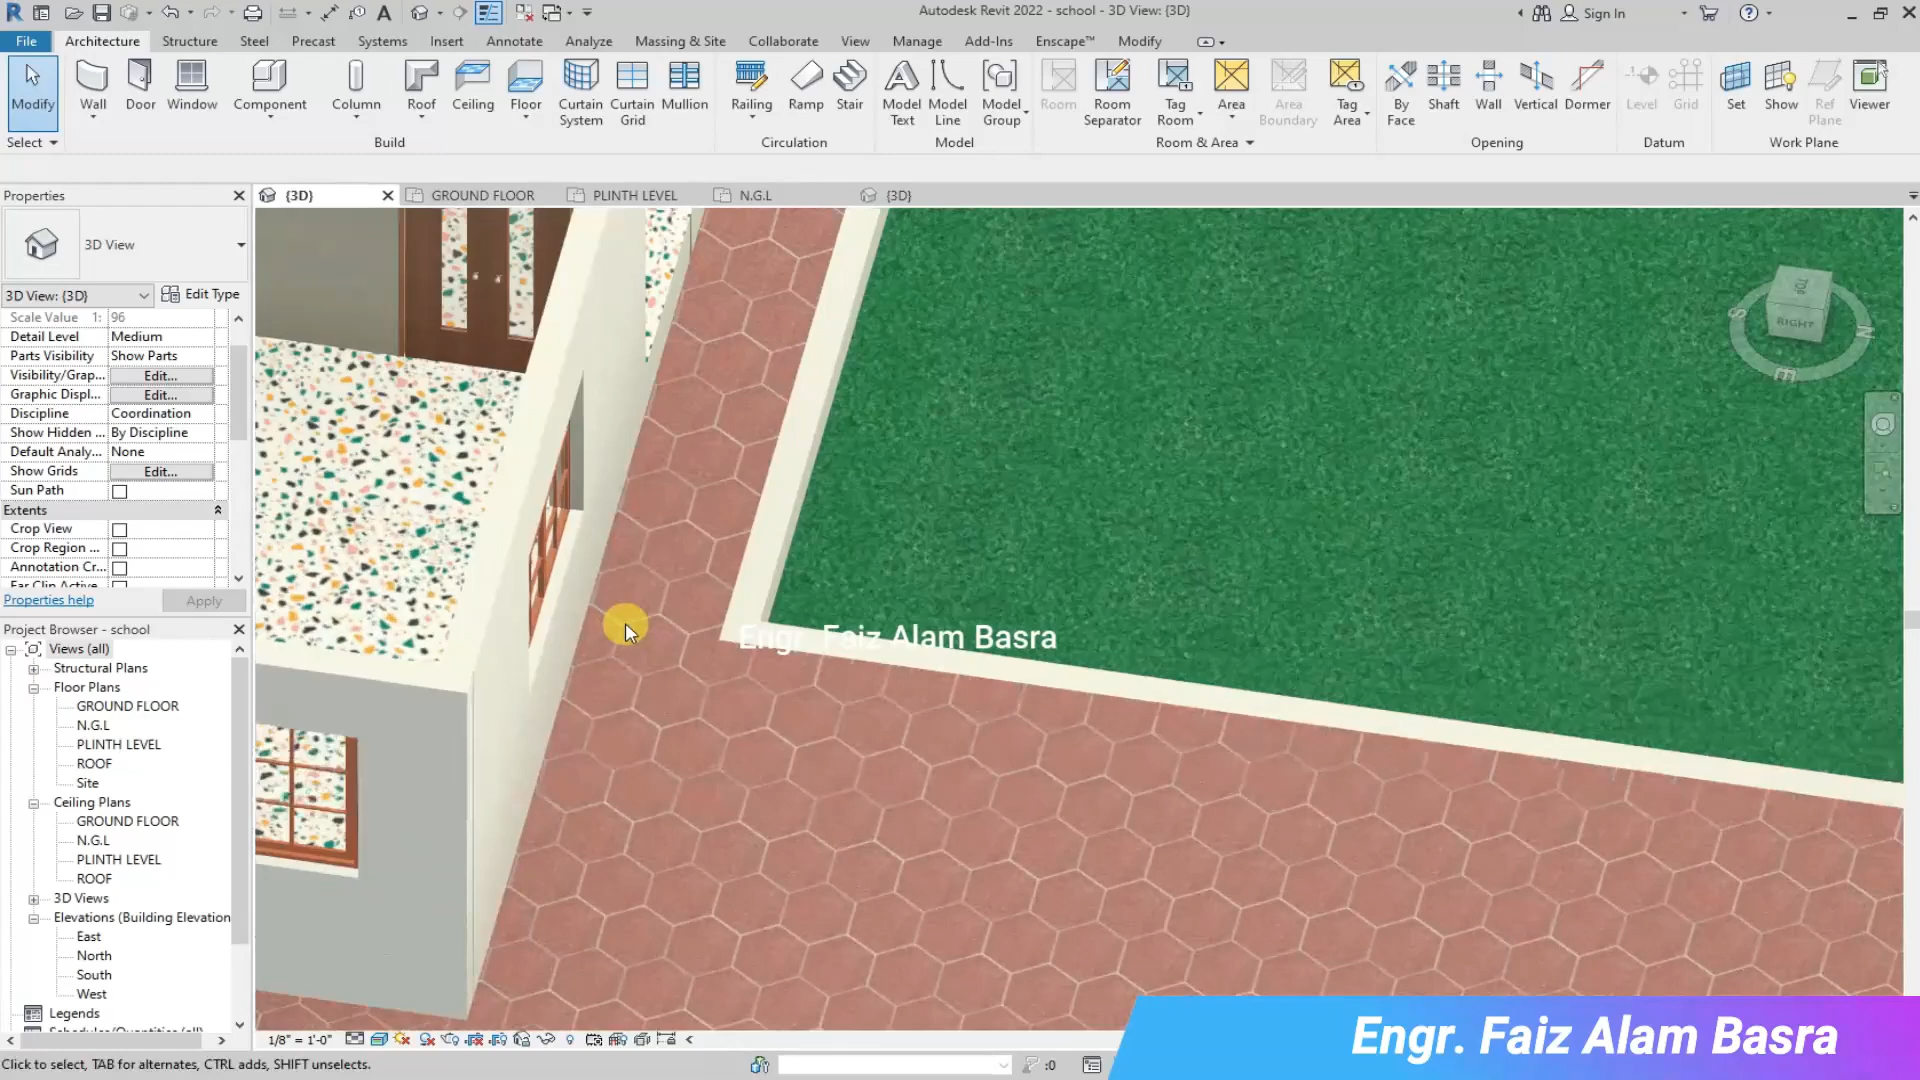 Autodesk Revit 2022 - school - 3D View: {3D}
Sign In
File
Architecture
Structure
Steel
Precast
Systems
Insert
Annotate
Analyze
Massing & Site
Collaborate
View
Manage
Add-Ins
Enscape™
Modify
Modify
Wall
Door
Window
Component
Column
Roof
Ceiling
Floor
Curtain System
Curtain Grid
Mullion
Railing
Ramp
Stair
Model Text
Model Line
Model Group
Room
Room Separator
Tag Room
Area
Area Boundary
Tag Area
By Face
Shaft
Wall
Vertical
Dormer
Level
Grid
Set
Show
Ref Plane
Viewer
Select
Build
Circulation
Model
Room & Area
Opening
Datum
Work Plane
Properties
{3D}
GROUND FLOOR
PLINTH LEVEL
N.G.L
{3D}
3D View
3D View: {3D}
Edit Type
Scale Value 1: 96
Detail Level Medium
Parts Visibility Show Parts
Visibility/Grap... Edit...
Graphic Displ... Edit...
Discipline Coordination
Show Hidden ... By Discipline
Default Analy... None
Show Grids Edit...
Sun Path
Extents
Crop View
Crop Region ...
Annotation Cr...
Far Clip Active
Properties help
Apply
Project Browser - school
Views (all)
Structural Plans
Floor Plans
GROUND FLOOR
N.G.L
PLINTH LEVEL
ROOF
Site
Ceiling Plans
GROUND FLOOR
N.G.L
PLINTH LEVEL
ROOF
3D Views
Elevations (Building Elevation
East
North
South
West
Legends
Schedules/Quantities (all)
TOP
RIGHT
S
N
Engr. Faiz Alam Basra
1/8" = 1'-0"
Click to select, TAB for alternates, CTRL adds, SHIFT unselects.
:0
Engr. Faiz Alam Basra